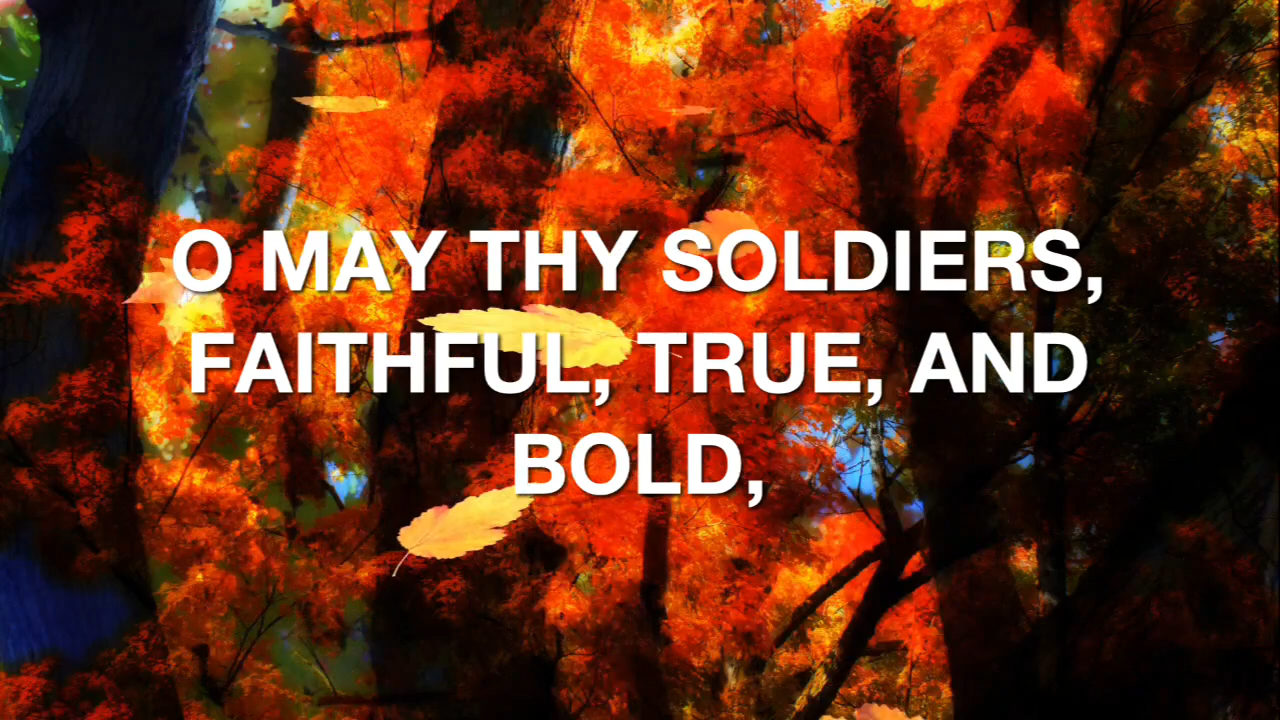 O MAY THY SOLDIERS,
FAITHFUL, TRUE, AND
BOLD,